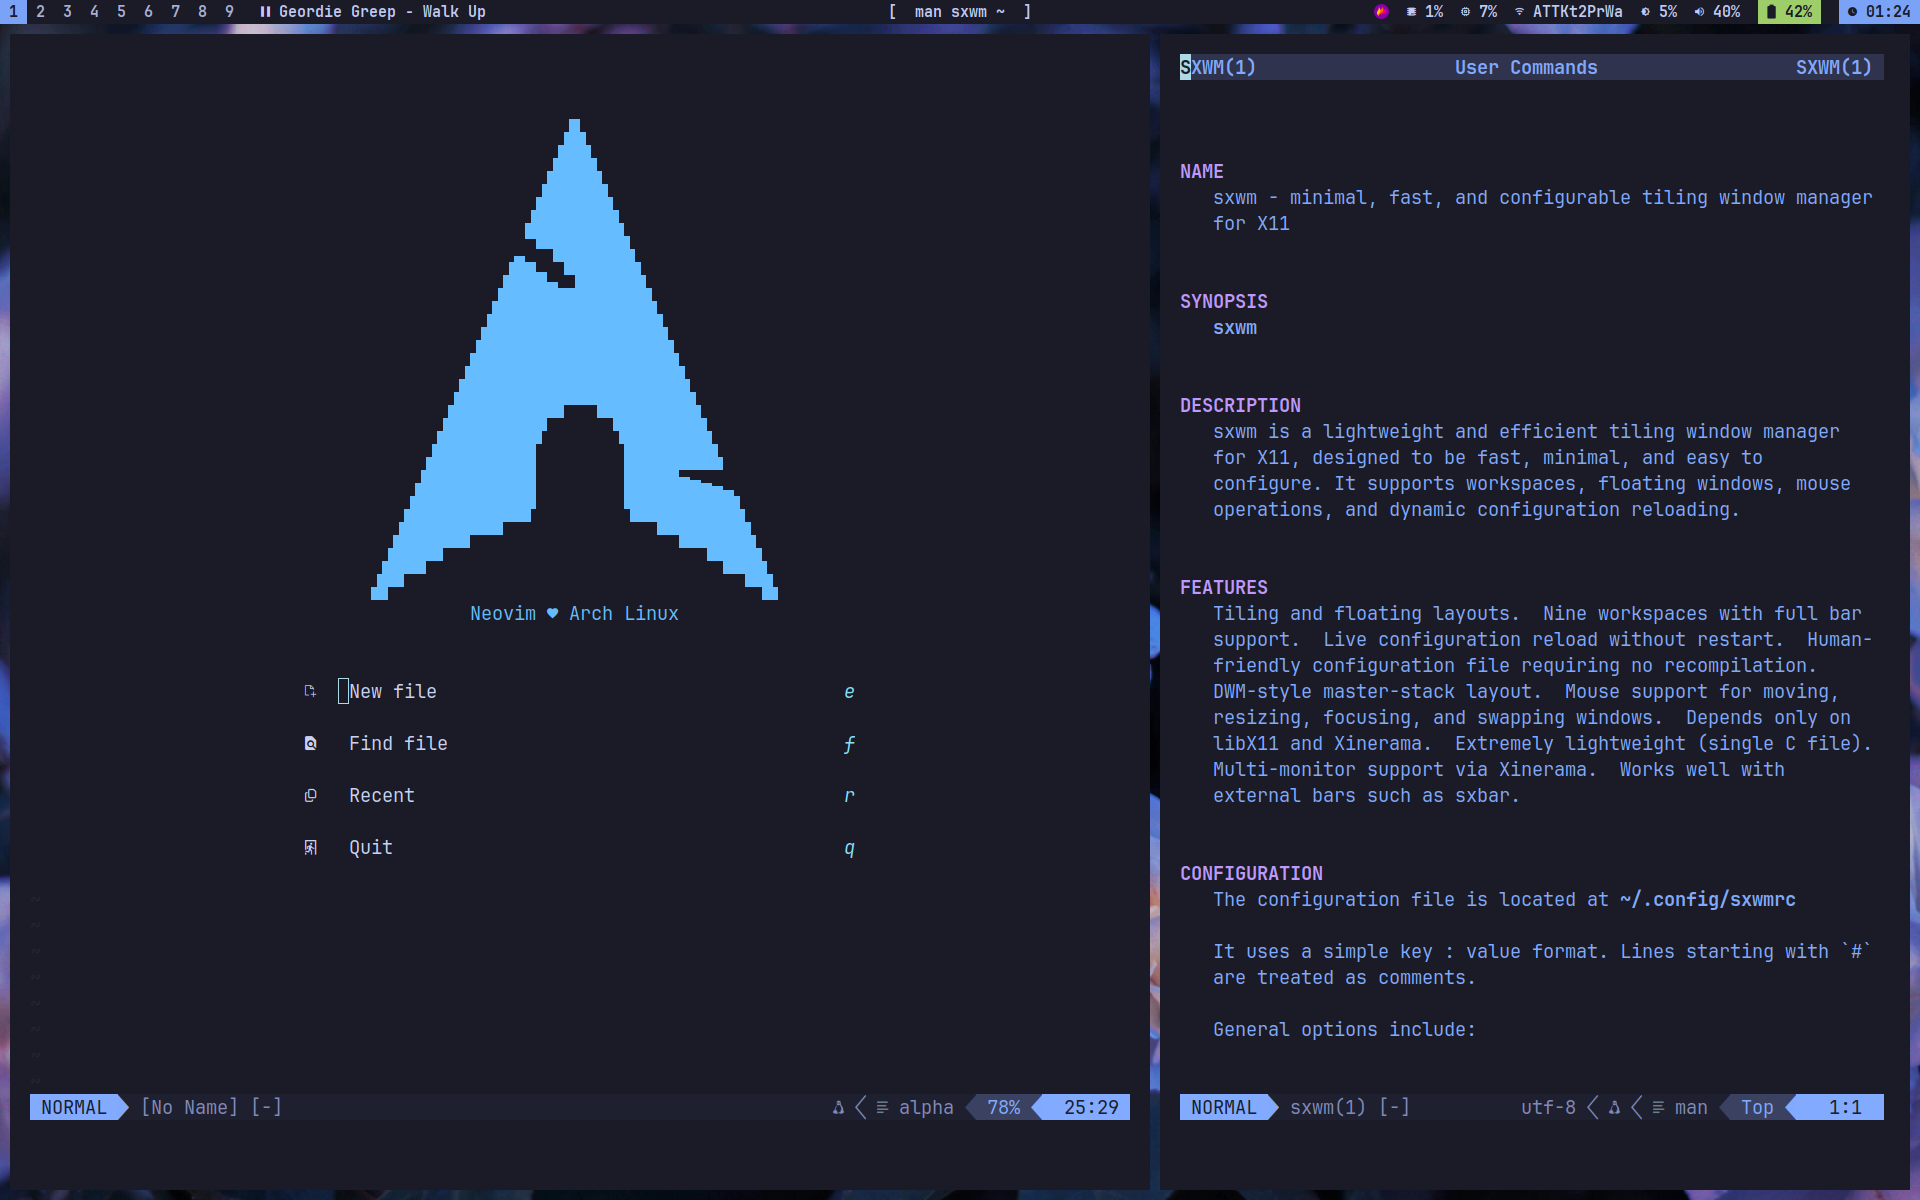 1 2 3 4 5 6 7 8 9 Geordie Greep - Walk Up [ man sxwm ~ ] 1% 7% ATTKt2PrWa 5% 40% 42% 01:24
Neovim ♥ Arch Linux
New file e
Find file f
Recent r
Quit q
~
~
~
~
~
~
~
~
NORMAL [No Name] [-] alpha 78% 25:29
SXWM(1) User Commands SXWM(1)
NAME
sxwm - minimal, fast, and configurable tiling window manager
for X11
SYNOPSIS
sxwm
DESCRIPTION
sxwm is a lightweight and efficient tiling window manager
for X11, designed to be fast, minimal, and easy to
configure. It supports workspaces, floating windows, mouse
operations, and dynamic configuration reloading.
FEATURES
Tiling and floating layouts.  Nine workspaces with full bar
support.  Live configuration reload without restart.  Human-
friendly configuration file requiring no recompilation.
DWM-style master-stack layout.  Mouse support for moving,
resizing, focusing, and swapping windows.  Depends only on
libX11 and Xinerama.  Extremely lightweight (single C file).
Multi-monitor support via Xinerama.  Works well with
external bars such as sxbar.
CONFIGURATION
The configuration file is located at ~/.config/sxwmrc
It uses a simple key : value format. Lines starting with `#`
are treated as comments.
General options include:
NORMAL sxwm(1) [-] utf-8 man Top 1:1